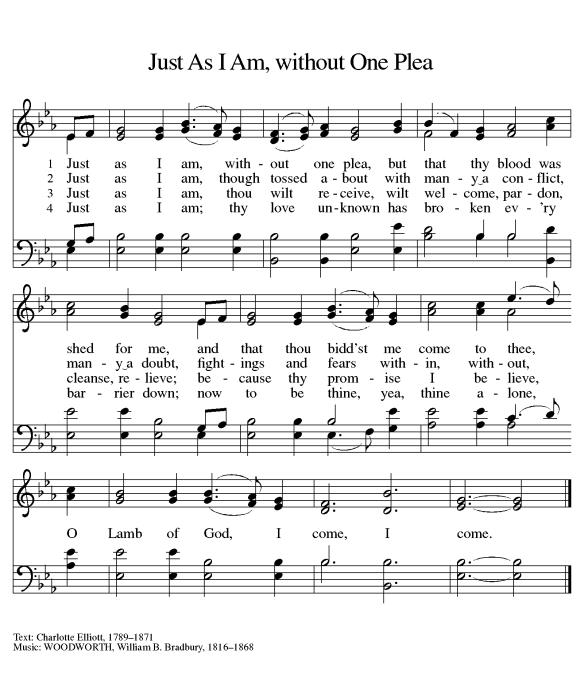 Just As I Am, without One Plea
1 Just as I am, with - out one plea, but that thy blood was
2 Just as I am, though tossed a - bout with man - y a con - flict,
3 Just as I am, thou wilt re - ceive, wilt wel - come, par - don,
4 Just as I am; thy love un - known has bro - ken ev - 'ry
shed for me, and that thou bidd'st me come to thee,
man - y a doubt, fight - ings and fears with - in, with - out,
cleanse, re - lieve; be - cause thy prom - ise I be - lieve,
bar - rier down; now to be thine, yea, thine a - lone,
O Lamb of God, I come, I come.
Text: Charlotte Elliott, 1789–1871
Music: WOODWORTH, William B. Bradbury, 1816–1868